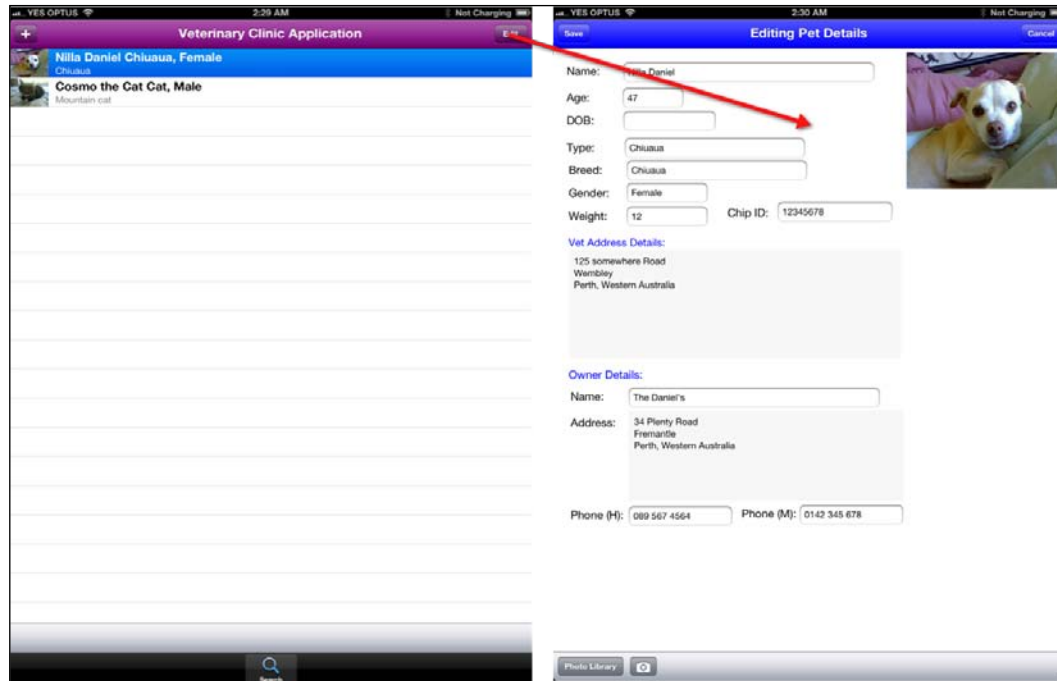 YES OPTUS 2:29 AM Not Charging
+ Veterinary Clinic Application Edit
Nilla Daniel Chiuaua, Female
Chiuaua
Cosmo the Cat Cat, Male
Mountain cat
Search
YES OPTUS 2:30 AM Not Charging
Save Editing Pet Details Cancel
Name: Nilla Daniel
Age: 47
DOB:
Type: Chiuaua
Breed: Chiuaua
Gender: Female
Weight: 12 Chip ID: 12345678
Vet Address Details:
125 somewhere Road
Wembley
Perth, Western Australia
Owner Details:
Name: The Daniel's
Address: 34 Plenty Road
Fremantle
Perth, Western Australia
Phone (H): 089 567 4564 Phone (M): 0142 345 678
Photo Library